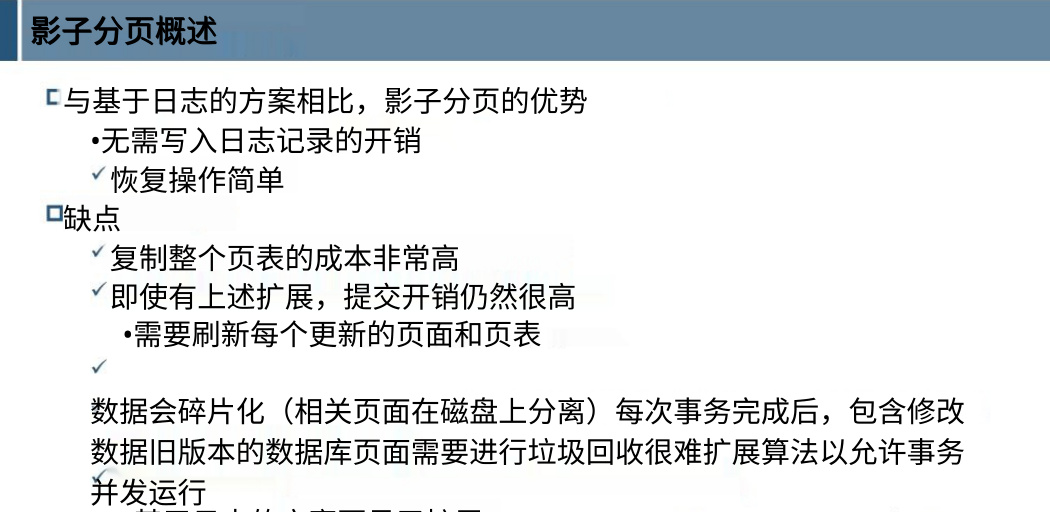 影子分页概述
与基于日志的方案相比，影子分页的优势
•无需写入日志记录的开销
恢复操作简单
缺点
复制整个页表的成本非常高
即使有上述扩展，提交开销仍然很高
•需要刷新每个更新的页面和页表
数据会碎片化（相关页面在磁盘上分离）每次事务完成后，包含修改
数据旧版本的数据库页面需要进行垃圾回收很难扩展算法以允许事务
并发运行